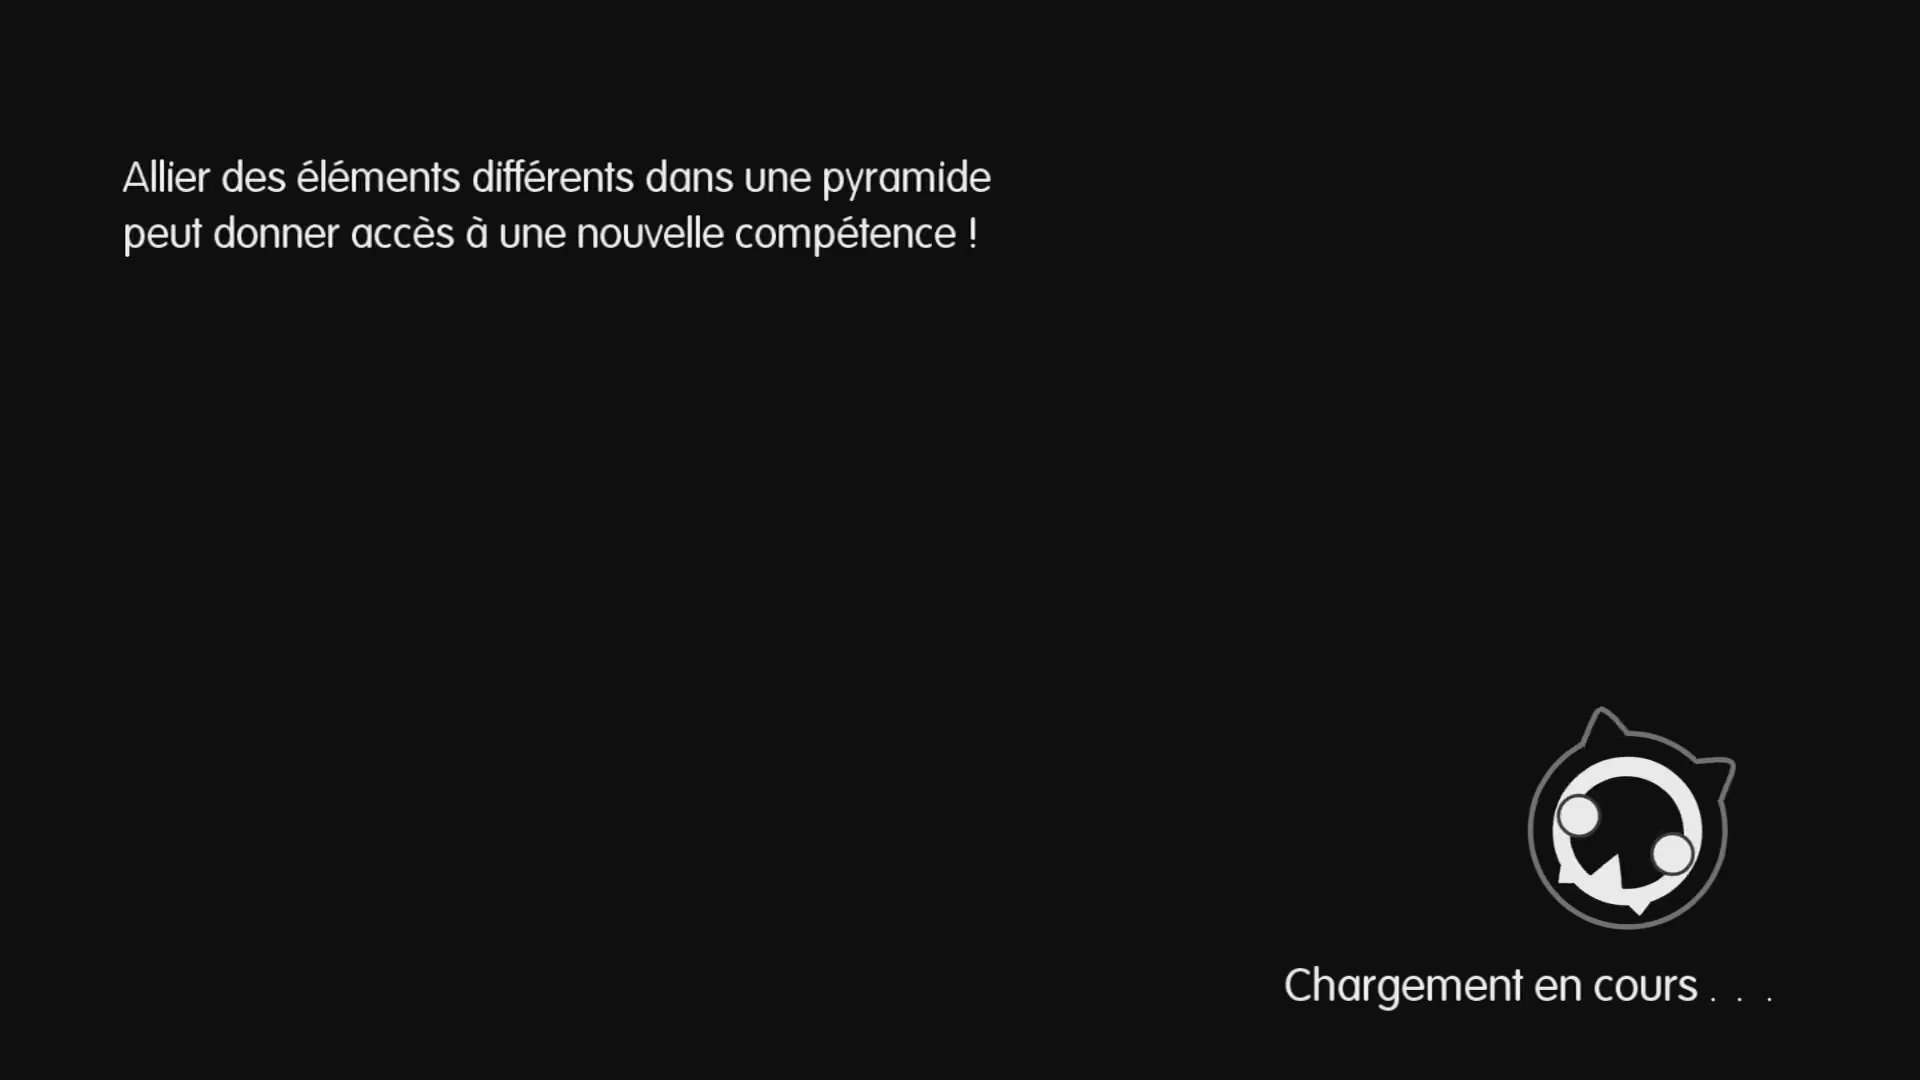 Allier des éléments différents dans une pyramide
peut donner accès à une nouvelle compétence !
Chargement en cours . . .